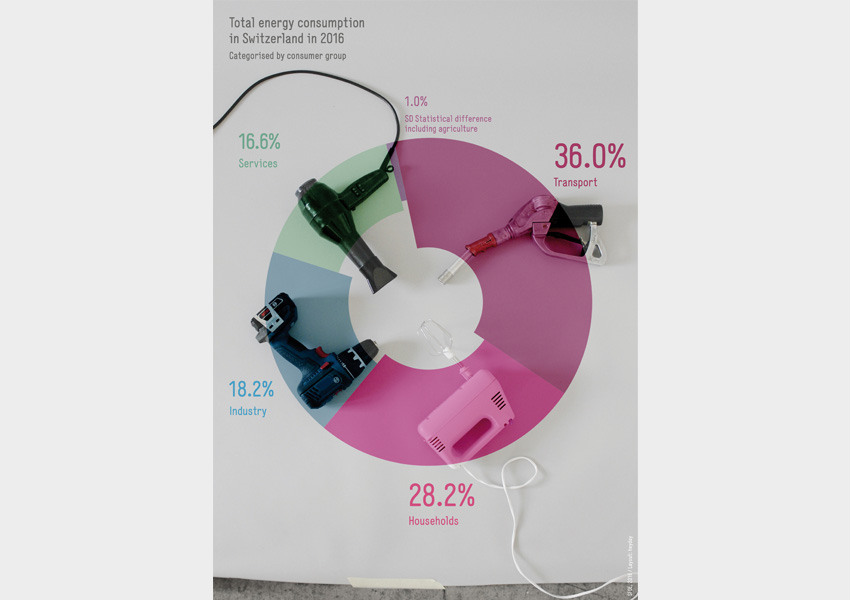 Total energy consumption
in Switzerland in 2016
Categorised by consumer group
1.0%
SD Statistical difference
including agriculture
16.6%
Services
36.0%
Transport
18.2%
Industry
28.2%
Households